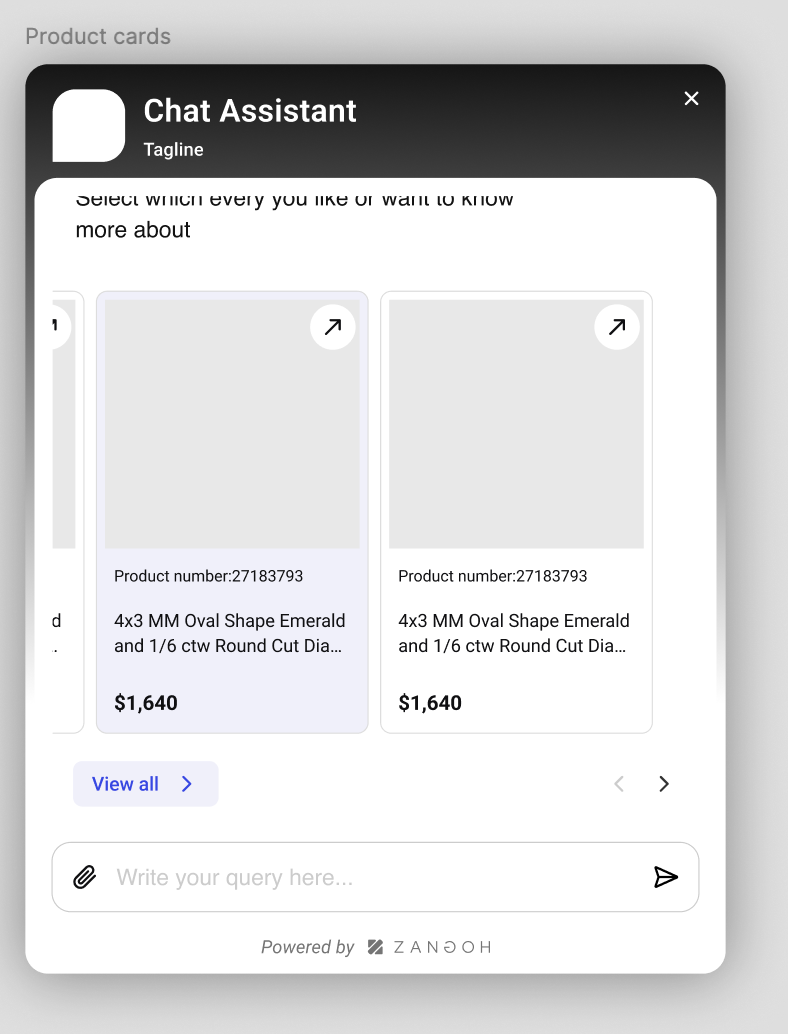 Product cards
Chat Assistant
Tagline
Select which every you like or want to know
more about
d
.
Product number:27183793
4x3 MM Oval Shape Emerald
and 1/6 ctw Round Cut Dia...
$1,640
Product number:27183793
4x3 MM Oval Shape Emerald
and 1/6 ctw Round Cut Dia...
$1,640
View all
Write your query here...
Powered by ZANGOH